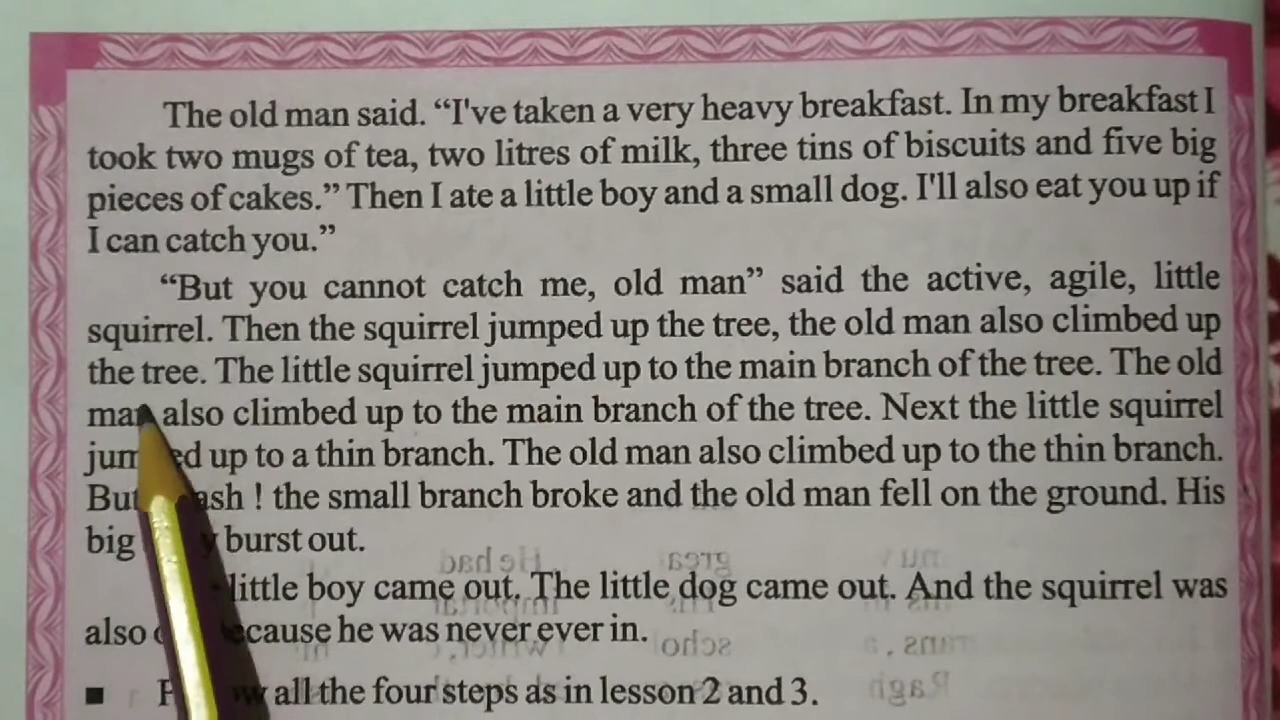 The old man said. “I've taken a very heavy breakfast. In my breakfast I
took two mugs of tea, two litres of milk, three tins of biscuits and five big
pieces of cakes.” Then I ate a little boy and a small dog. I'll also eat you up if
I can catch you.”
“But you cannot catch me, old man” said the active, agile, little
squirrel. Then the squirrel jumped up the tree, the old man also climbed up
the tree. The little squirrel jumped up to the main branch of the tree. The old
man also climbed up to the main branch of the tree. Next the little squirrel
jumped up to a thin branch. The old man also climbed up to the thin branch.
But ! the small branch broke and the old man fell on the ground. His
big burst out.
little boy came out. The little dog came out. And the squirrel was
also because he was never ever in.
■ all the four steps as in lesson 2 and 3.